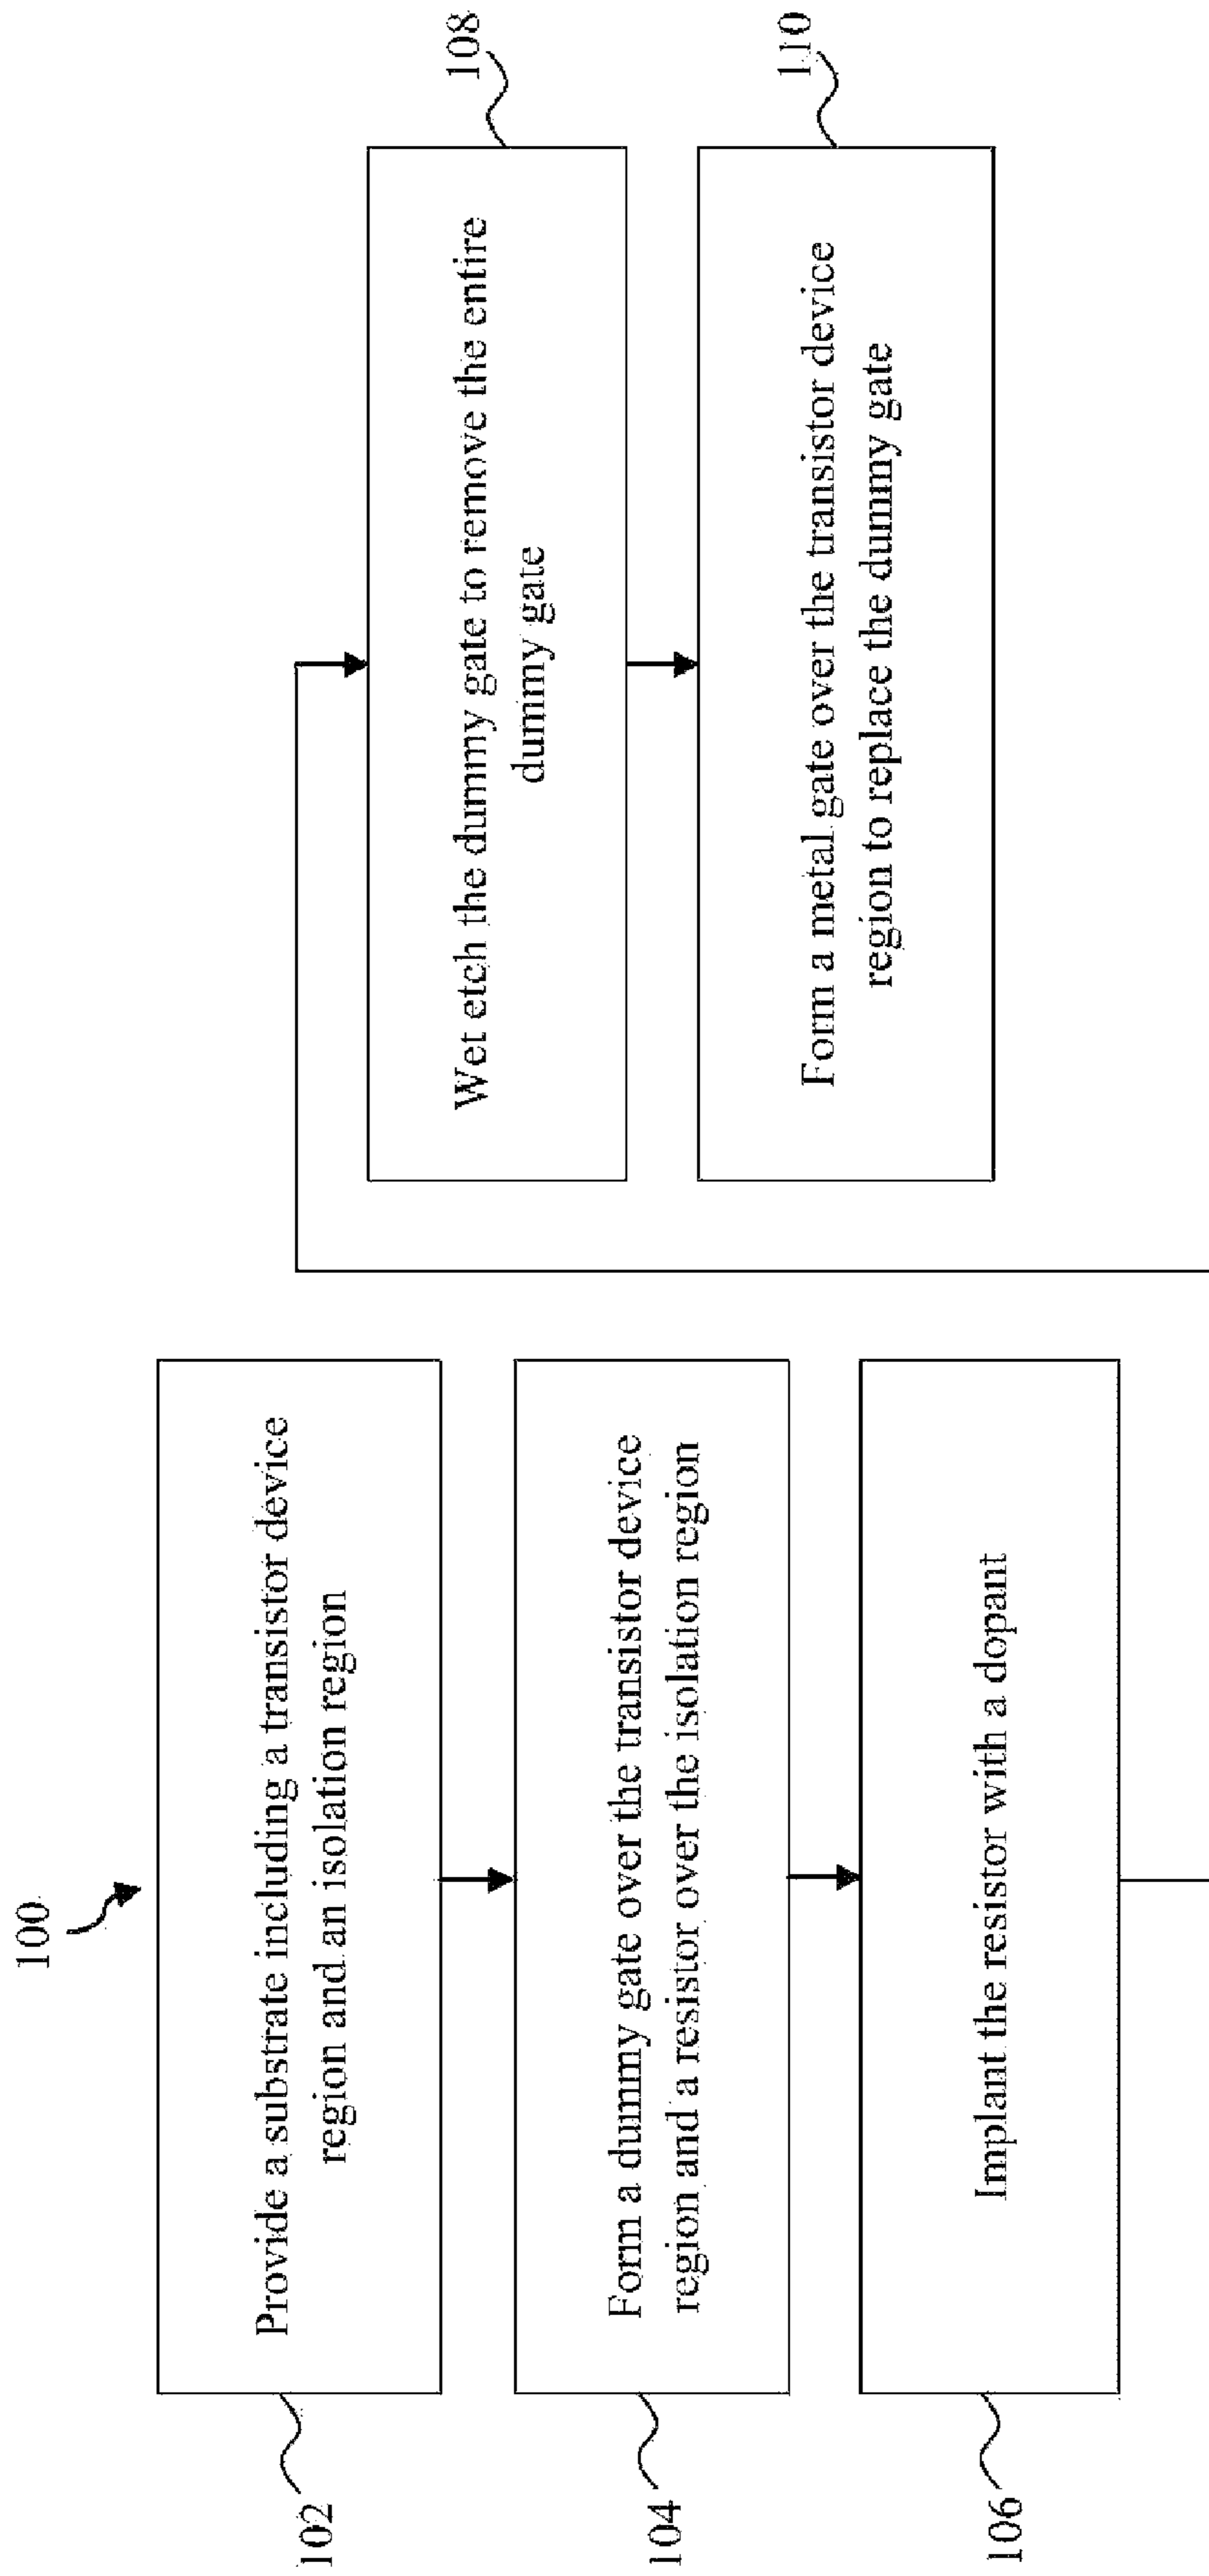 100
102
Provide a substrate including a transistor device
region and an isolation region
104
Form a dummy gate over the transistor device
region and a resistor over the isolation region
106
Implant the resistor with a dopant
108
Wet etch the dummy gate to remove the entire
dummy gate
110
Form a metal gate over the transistor device
region to replace the dummy gate